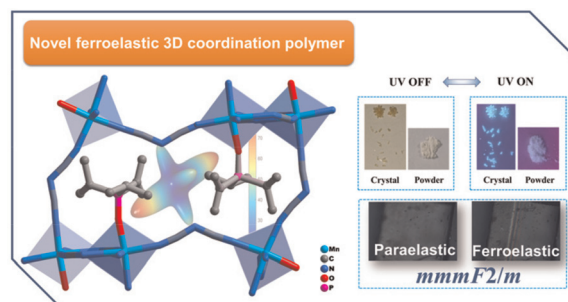 Novel ferroelastic 3D coordination polymer
UV OFF UV ON
Crystal Powder Crystal Powder
Mn
C
N
O
P
Paraelastic Ferroelastic
mmmF2/m